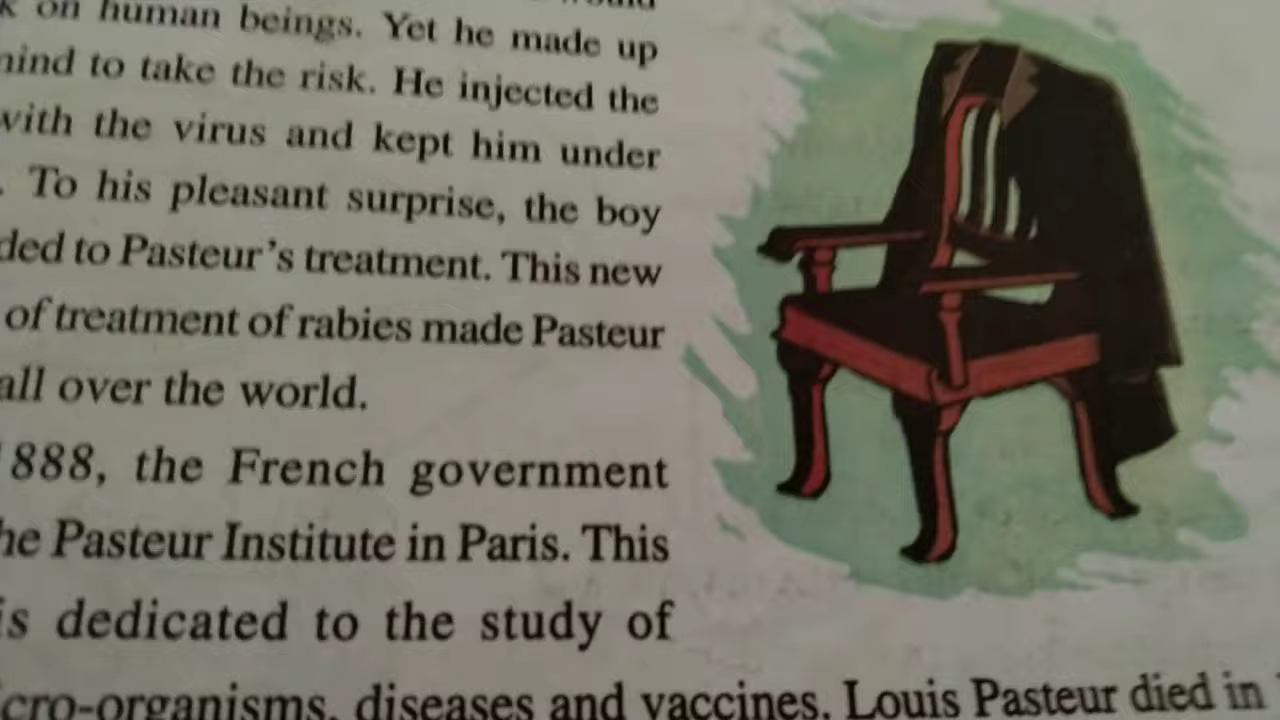 on human beings. Yet he made up
mind to take the risk. He injected the
with the virus and kept him under
. To his pleasant surprise, the boy
ded to Pasteur's treatment. This new
of treatment of rabies made Pasteur
all over the world.
888, the French government
he Pasteur Institute in Paris. This
is dedicated to the study of
cro-organisms, diseases and vaccines. Louis Pasteur died in